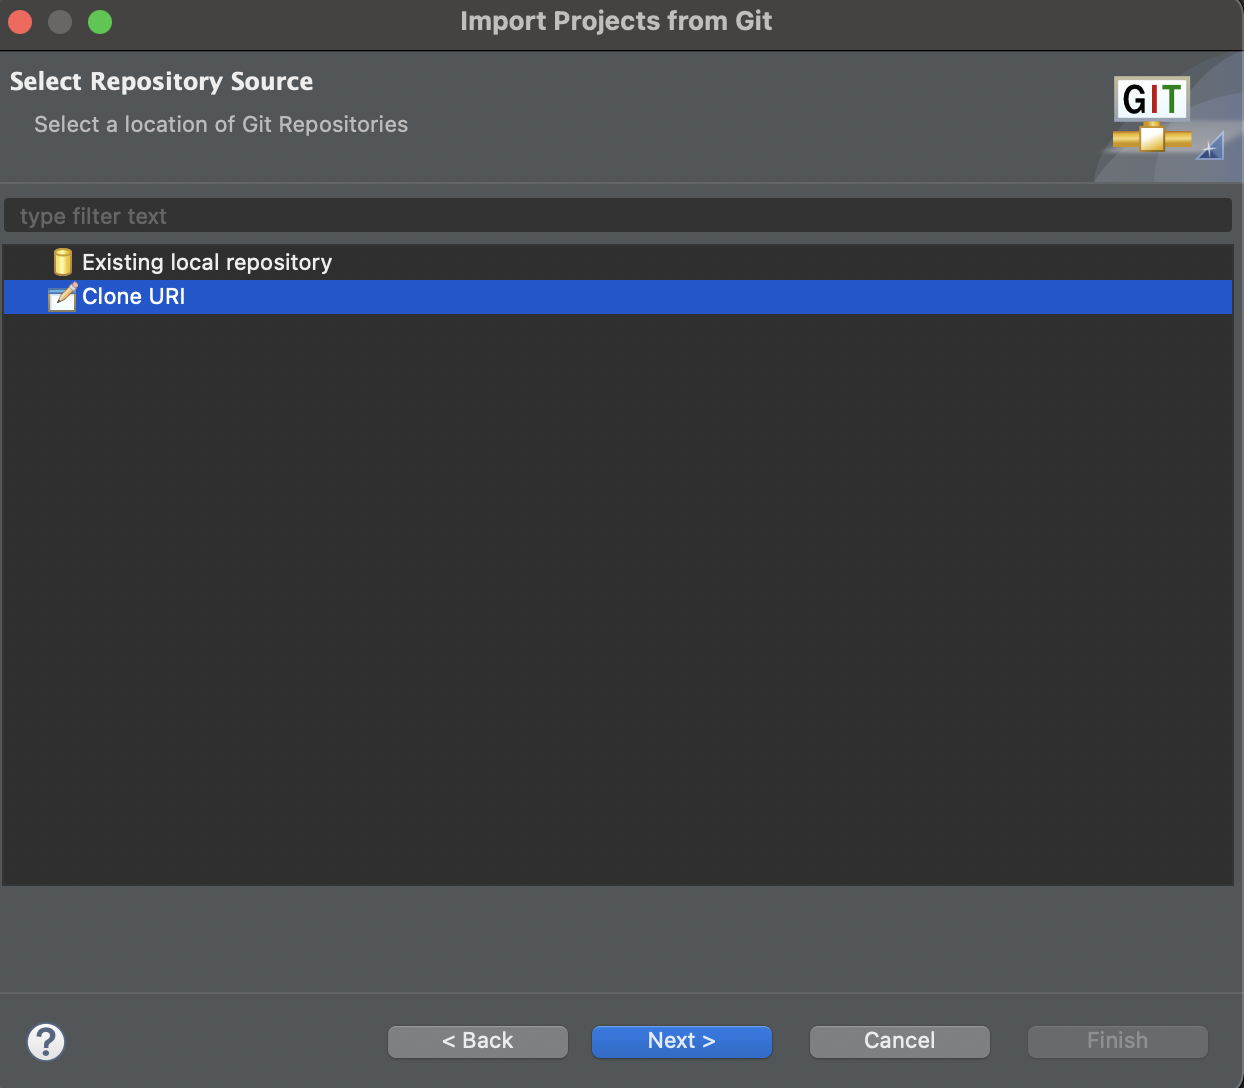 Import Projects from Git
Select Repository Source
Select a location of Git Repositories
GIT
type filter text
Existing local repository
Clone URI
?
< Back
Next >
Cancel
Finish